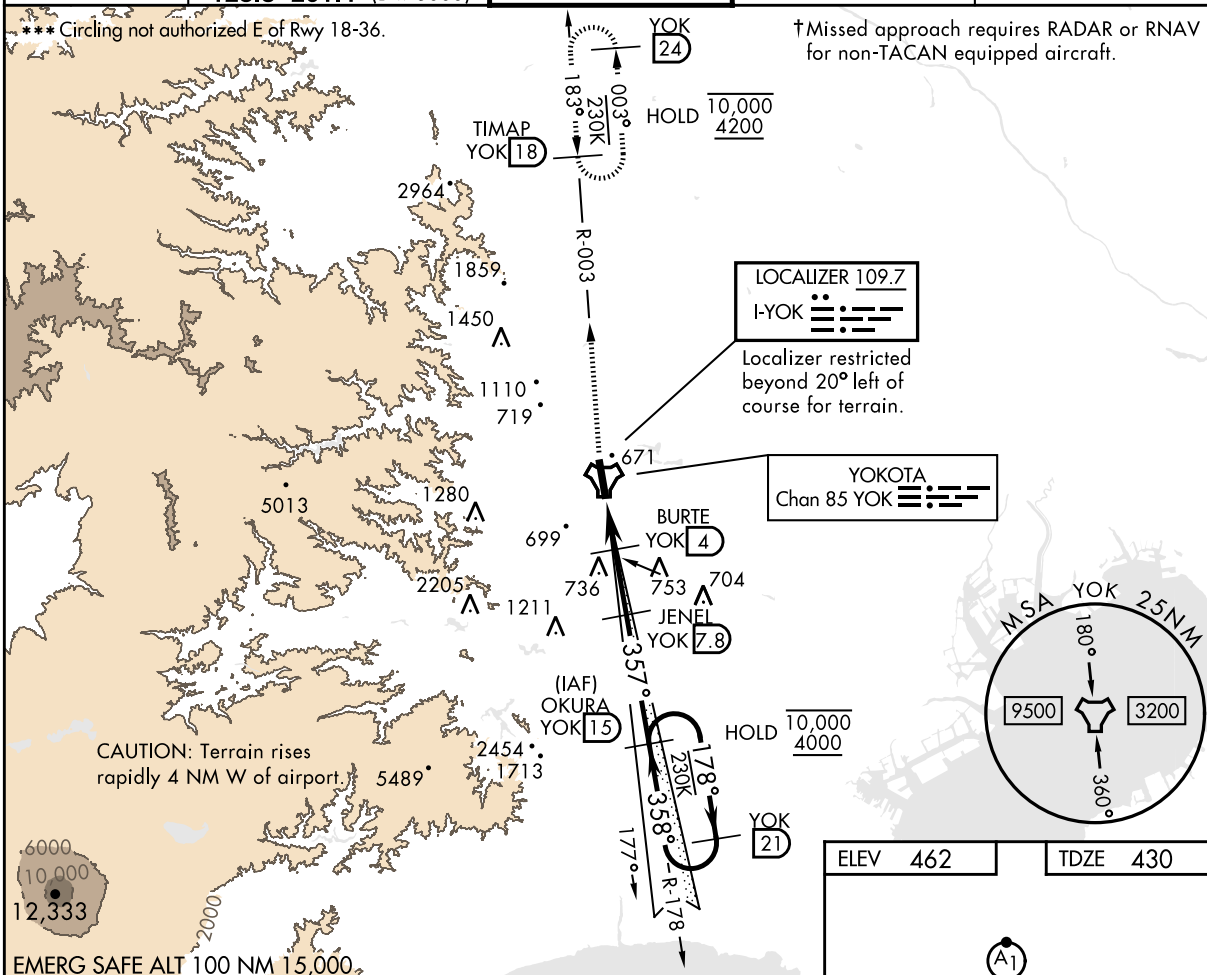 *** Circling not authorized E of Rwy 18-36.
†Missed approach requires RADAR or RNAV
for non-TACAN equipped aircraft.
YOK
24
183°
003°
230K
HOLD
10,000
4200
TIMAP
YOK 18
2964
R-003
1859
1450
1110
719
LOCALIZER 109.7
I-YOK
Localizer restricted
beyond 20° left of
course for terrain.
671
YOKOTA
Chan 85 YOK
5013
1280
699
BURTE
YOK 4
736
753
704
2205
1211
JENEL
YOK 7.8
357°
(IAF)
OKURA
YOK 15
HOLD
10,000
4000
178°
230K
358°
YOK
21
177°
R-178
2454
1713
5489
CAUTION: Terrain rises
rapidly 4 NM W of airport.
MSA YOK 25NM
180°
9500
3200
360°
6000
10,000
12,333
2000
EMERG SAFE ALT 100 NM 15,000
ELEV 462
TDZE 430
A1